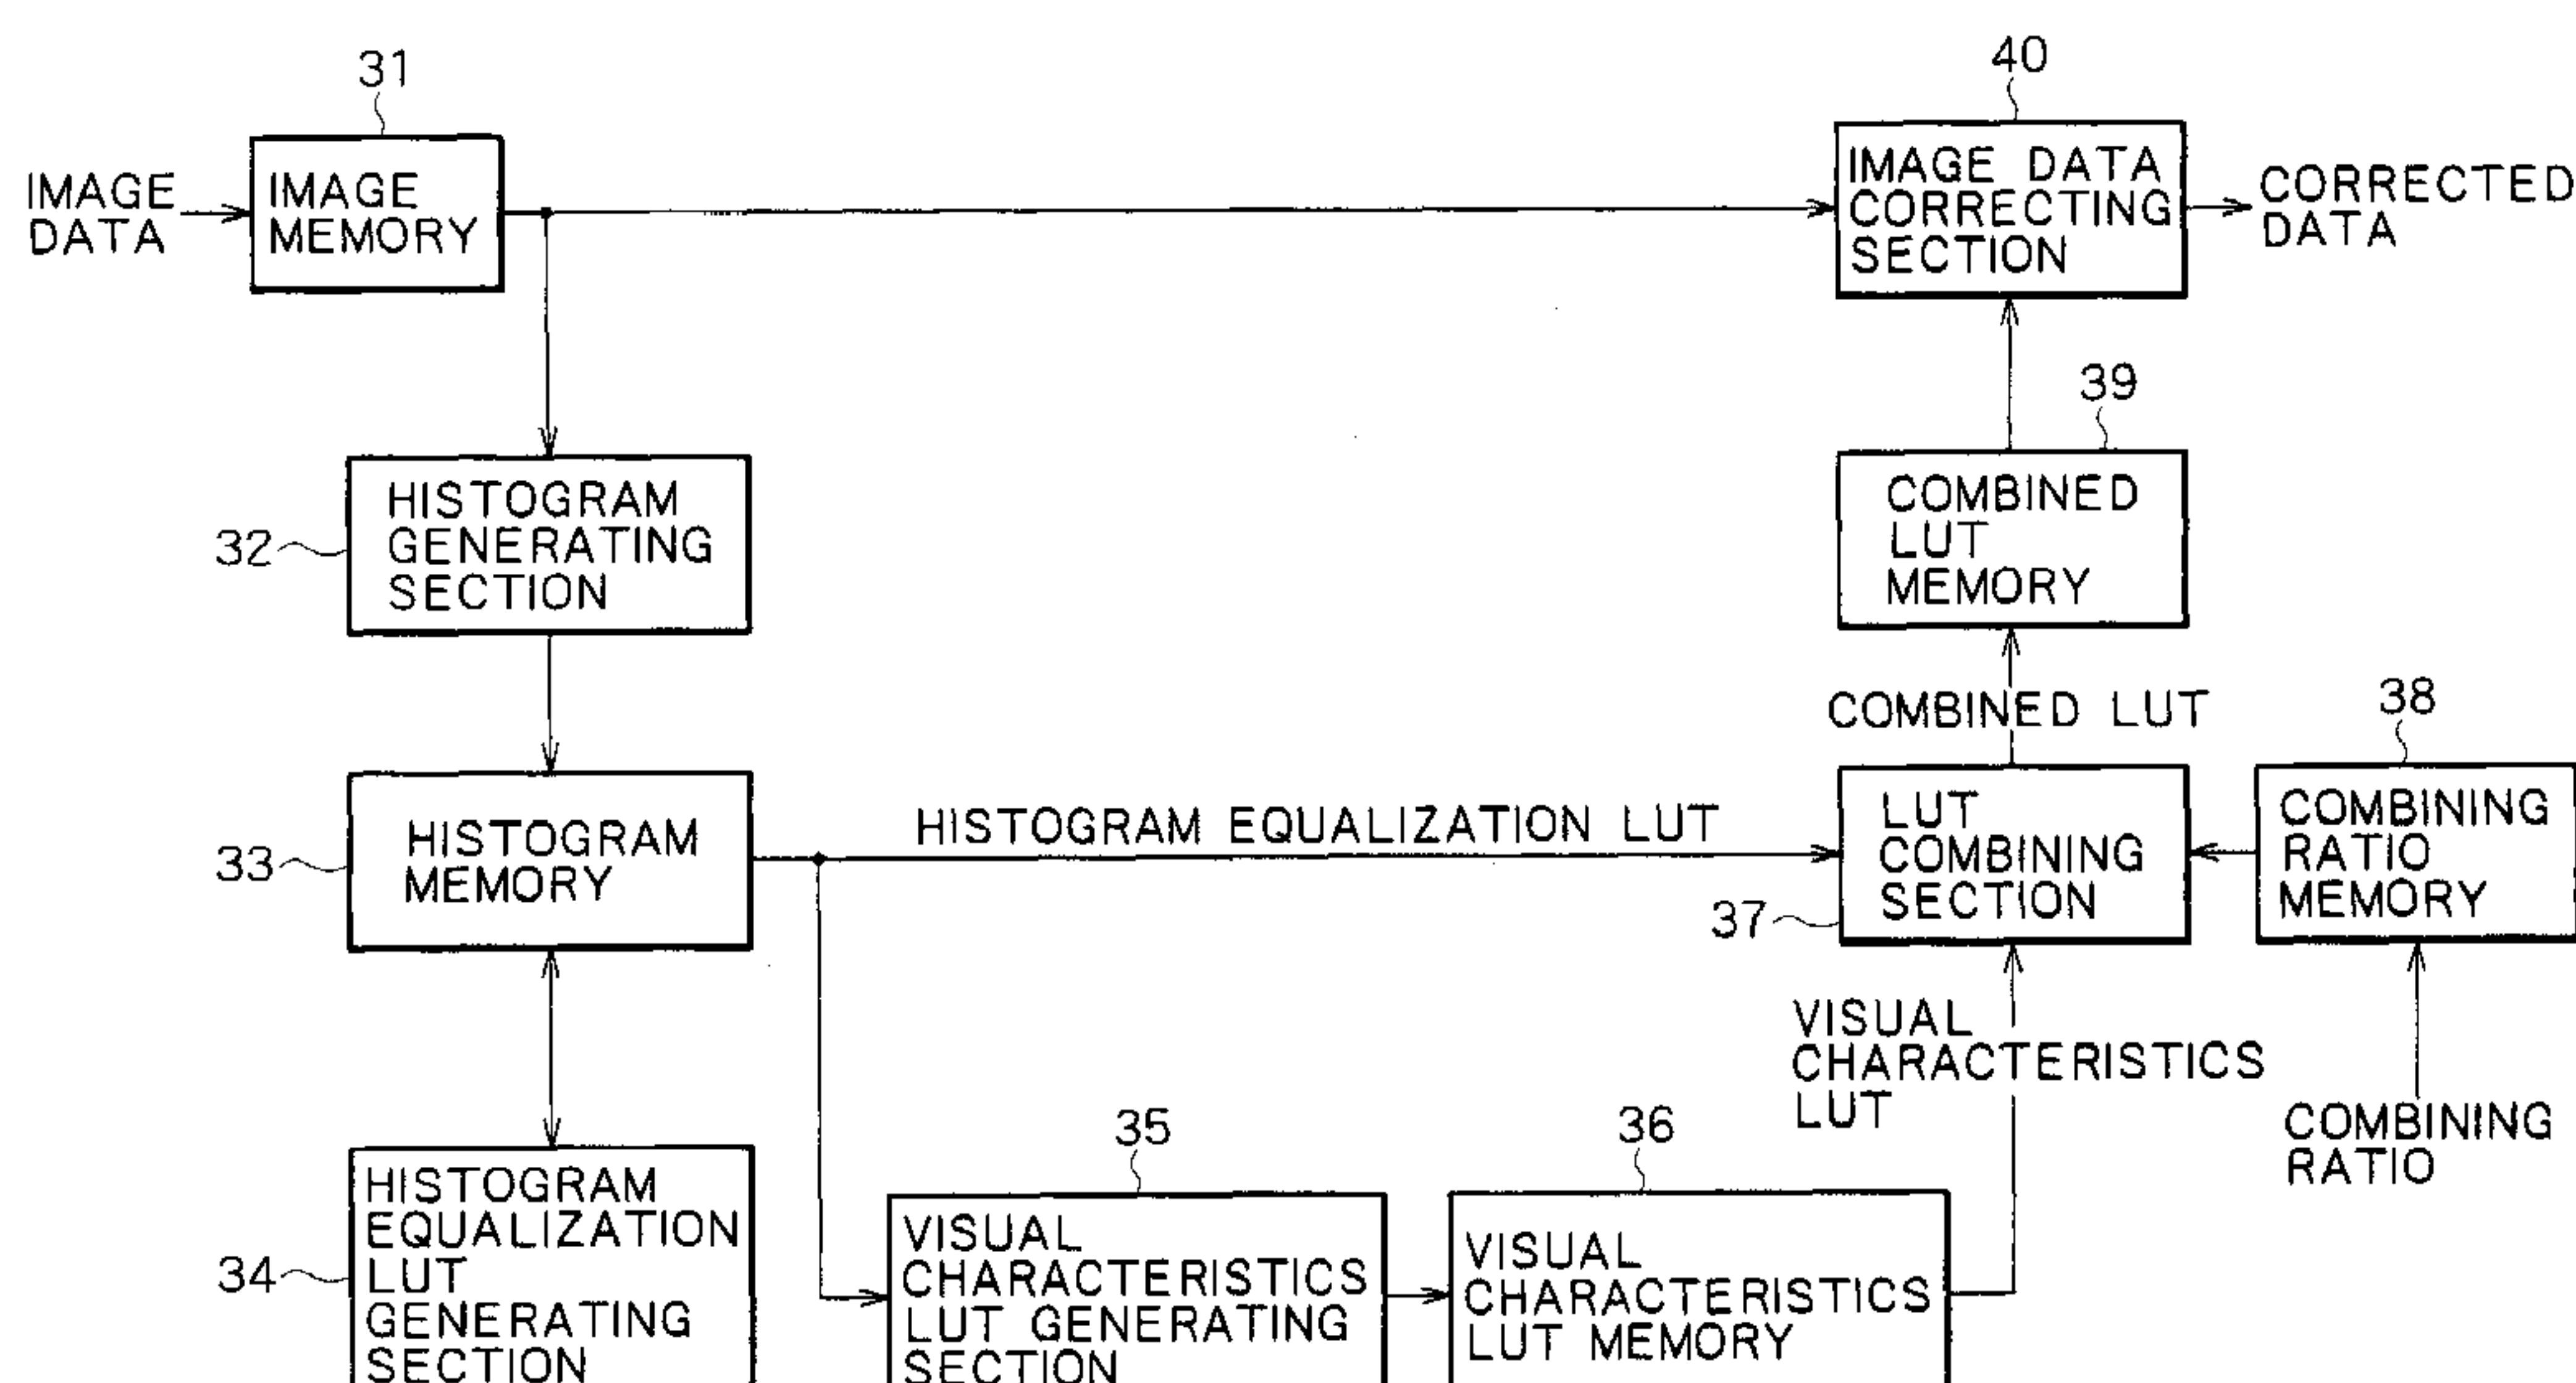 31
40
IMAGE
DATA
IMAGE
MEMORY
IMAGE DATA
CORRECTING
SECTION
CORRECTED
DATA
39
32
HISTOGRAM
GENERATING
SECTION
COMBINED
LUT
MEMORY
COMBINED LUT
38
33
HISTOGRAM
MEMORY
HISTOGRAM EQUALIZATION LUT
LUT
COMBINING
SECTION
37
COMBINING
RATIO
MEMORY
VISUAL
CHARACTERISTICS
LUT
COMBINING
RATIO
35
36
34
HISTOGRAM
EQUALIZATION
LUT
GENERATING
SECTION
VISUAL
CHARACTERISTICS
LUT GENERATING
SECTION
VISUAL
CHARACTERISTICS
LUT MEMORY